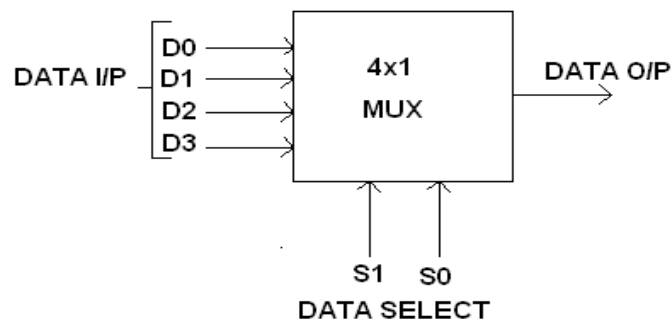 DATA I/P
D0
D1
D2
D3
4x1
MUX
DATA O/P
S1 S0
DATA SELECT